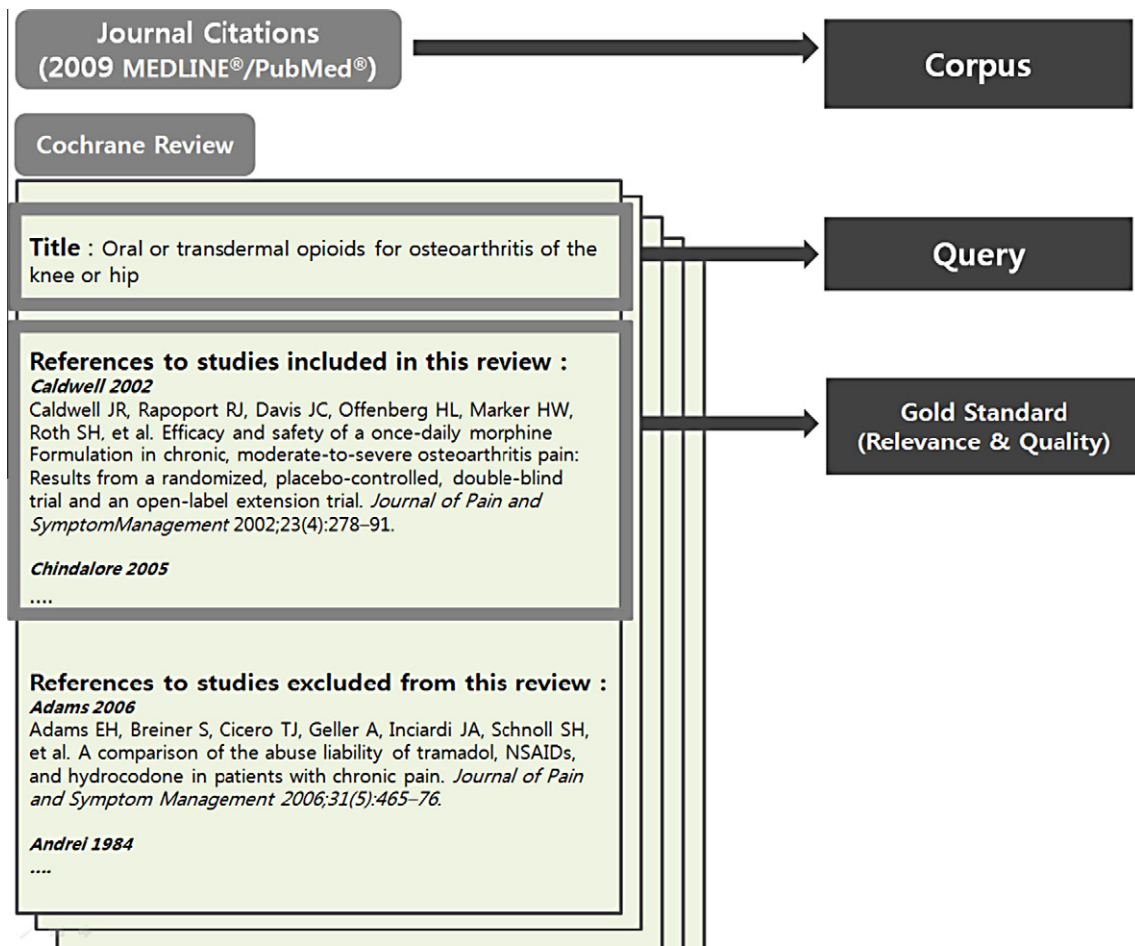 Journal Citations
(2009 MEDLINE®/PubMed®)
Corpus
Cochrane Review
Title : Oral or transdermal opioids for osteoarthritis of the
knee or hip
Query
References to studies included in this review :
Caldwell 2002
Caldwell JR, Rapoport RJ, Davis JC, Offenberg HL, Marker HW,
Roth SH, et al. Efficacy and safety of a once-daily morphine
Formulation in chronic, moderate-to-severe osteoarthritis pain:
Results from a randomized, placebo-controlled, double-blind
trial and an open-label extension trial. Journal of Pain and
SymptomManagement 2002;23(4):278–91.
Chindalore 2005
....
Gold Standard
(Relevance & Quality)
References to studies excluded from this review :
Adams 2006
Adams EH, Breiner S, Cicero TJ, Geller A, Inciardi JA, Schnoll SH,
et al. A comparison of the abuse liability of tramadol, NSAIDs,
and hydrocodone in patients with chronic pain. Journal of Pain
and Symptom Management 2006;31(5):465–76.
Andrei 1984
....